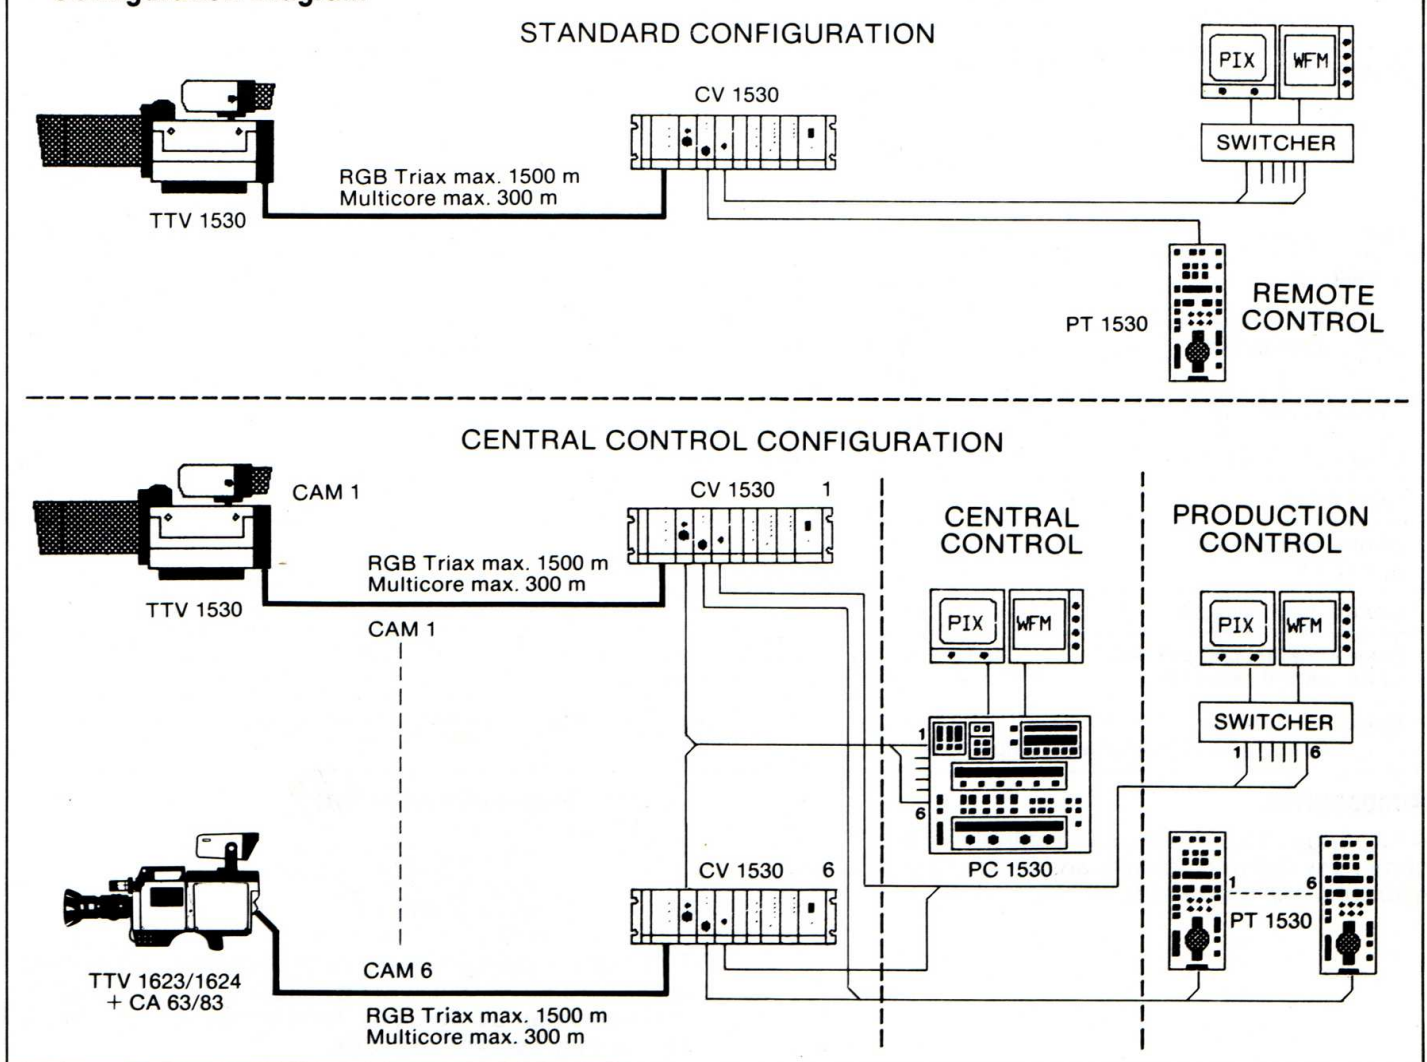 STANDARD CONFIGURATION
PIX WFM
CV 1530
SWITCHER
RGB Triax max. 1500 m
Multicore max. 300 m
TTV 1530
PT 1530
REMOTE
CONTROL
CENTRAL CONTROL CONFIGURATION
CAM 1
CV 1530 1
CENTRAL
CONTROL
PRODUCTION
CONTROL
RGB Triax max. 1500 m
Multicore max. 300 m
TTV 1530
CAM 1
PIX WFM
PIX WFM
SWITCHER
1 6
1
6
PC 1530
CV 1530 6
1 6
PT 1530
CAM 6
TTV 1623/1624
+ CA 63/83
RGB Triax max. 1500 m
Multicore max. 300 m